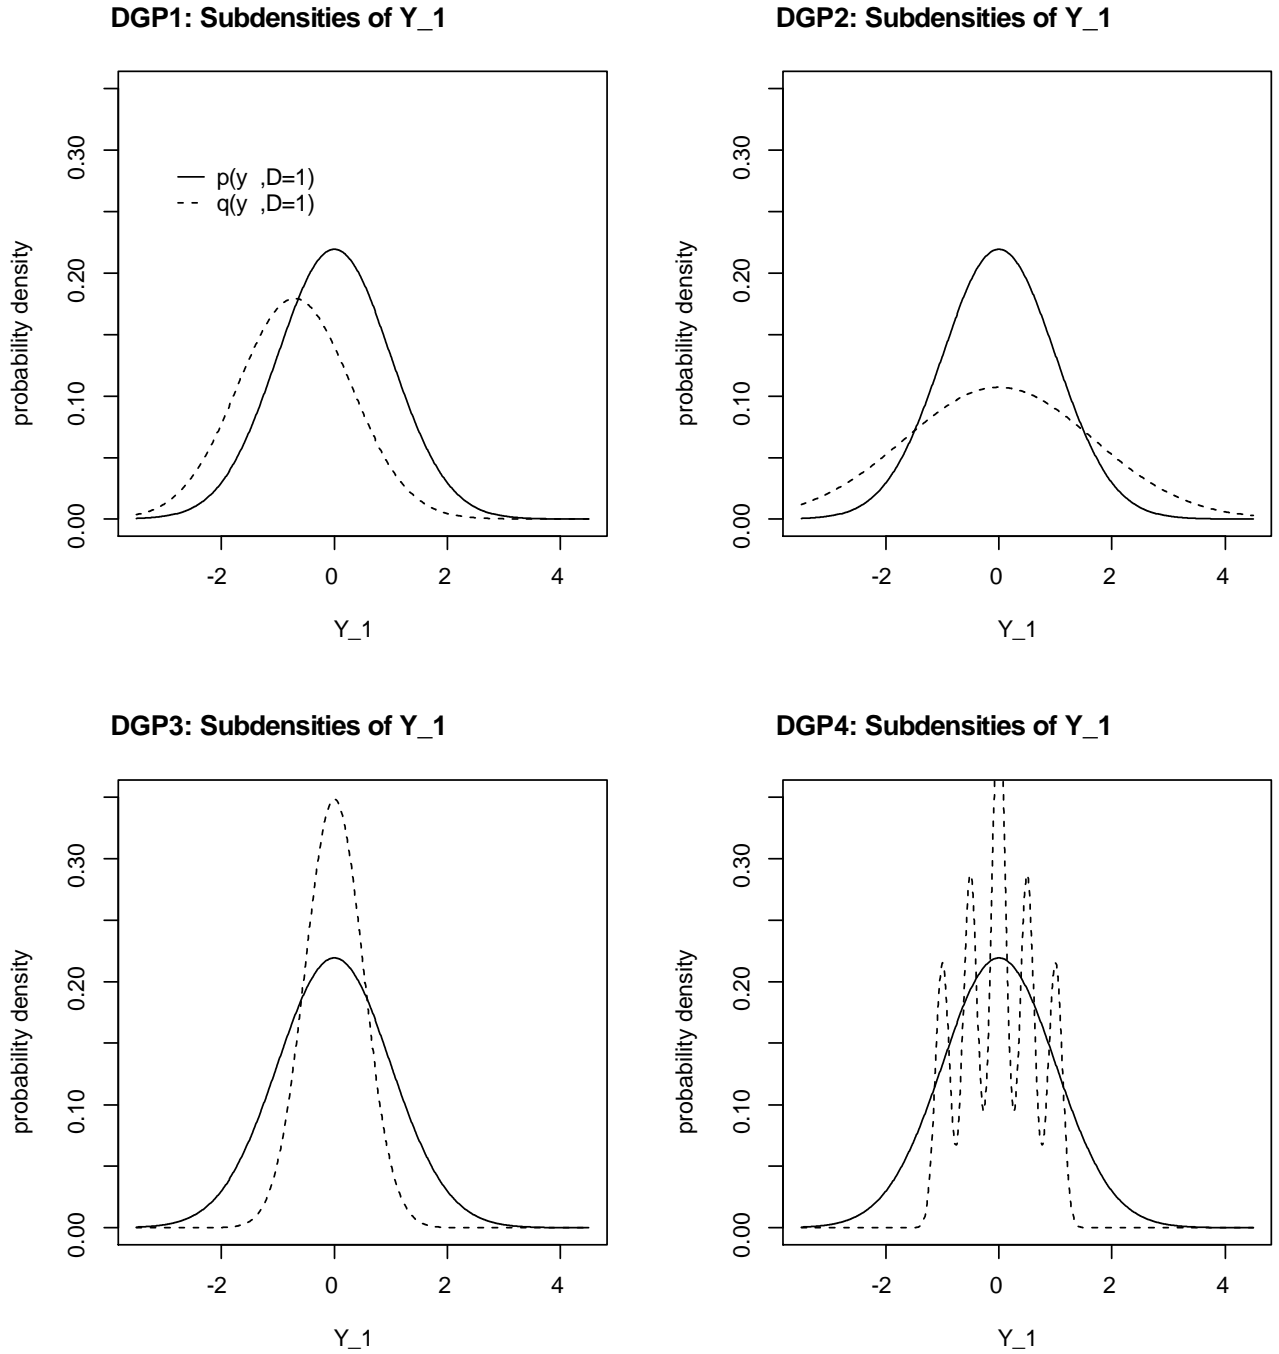 DGP1: Subdensities of Y_1
probability density
0.00 0.10 0.20 0.30
p(y ,D=1)
q(y ,D=1)
-2 0 2 4
Y_1
DGP2: Subdensities of Y_1
probability density
0.00 0.10 0.20 0.30
-2 0 2 4
Y_1
DGP3: Subdensities of Y_1
probability density
0.00 0.10 0.20 0.30
-2 0 2 4
Y_1
DGP4: Subdensities of Y_1
probability density
0.00 0.10 0.20 0.30
-2 0 2 4
Y_1